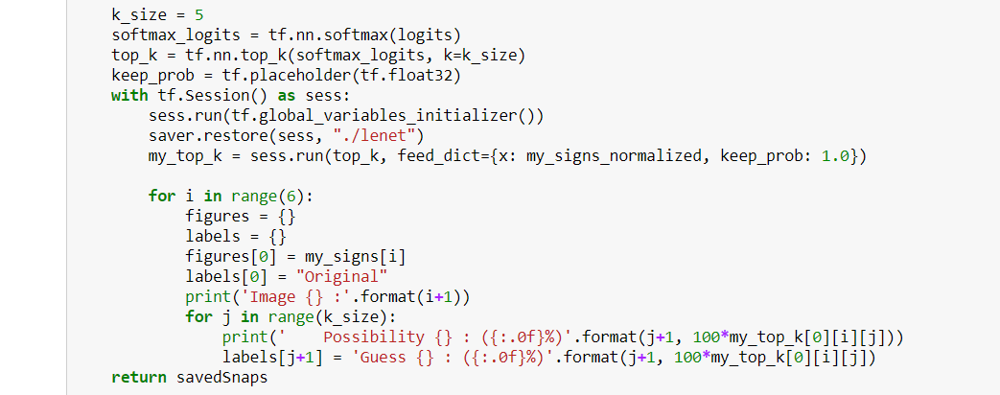 k_size = 5
softmax_logits = tf.nn.softmax(logits)
top_k = tf.nn.top_k(softmax_logits, k=k_size)
keep_prob = tf.placeholder(tf.float32)
with tf.Session() as sess:
    sess.run(tf.global_variables_initializer())
    saver.restore(sess, "./lenet")
    my_top_k = sess.run(top_k, feed_dict={x: my_signs_normalized, keep_prob: 1.0})

    for i in range(6):
        figures = {}
        labels = {}
        figures[0] = my_signs[i]
        labels[0] = "Original"
        print('Image {} :'.format(i+1))
        for j in range(k_size):
            print('    Possibility {} : ({:.0f}%)'.format(j+1, 100*my_top_k[0][i][j]))
            labels[j+1] = 'Guess {} : ({:.0f}%)'.format(j+1, 100*my_top_k[0][i][j])
return savedSnaps